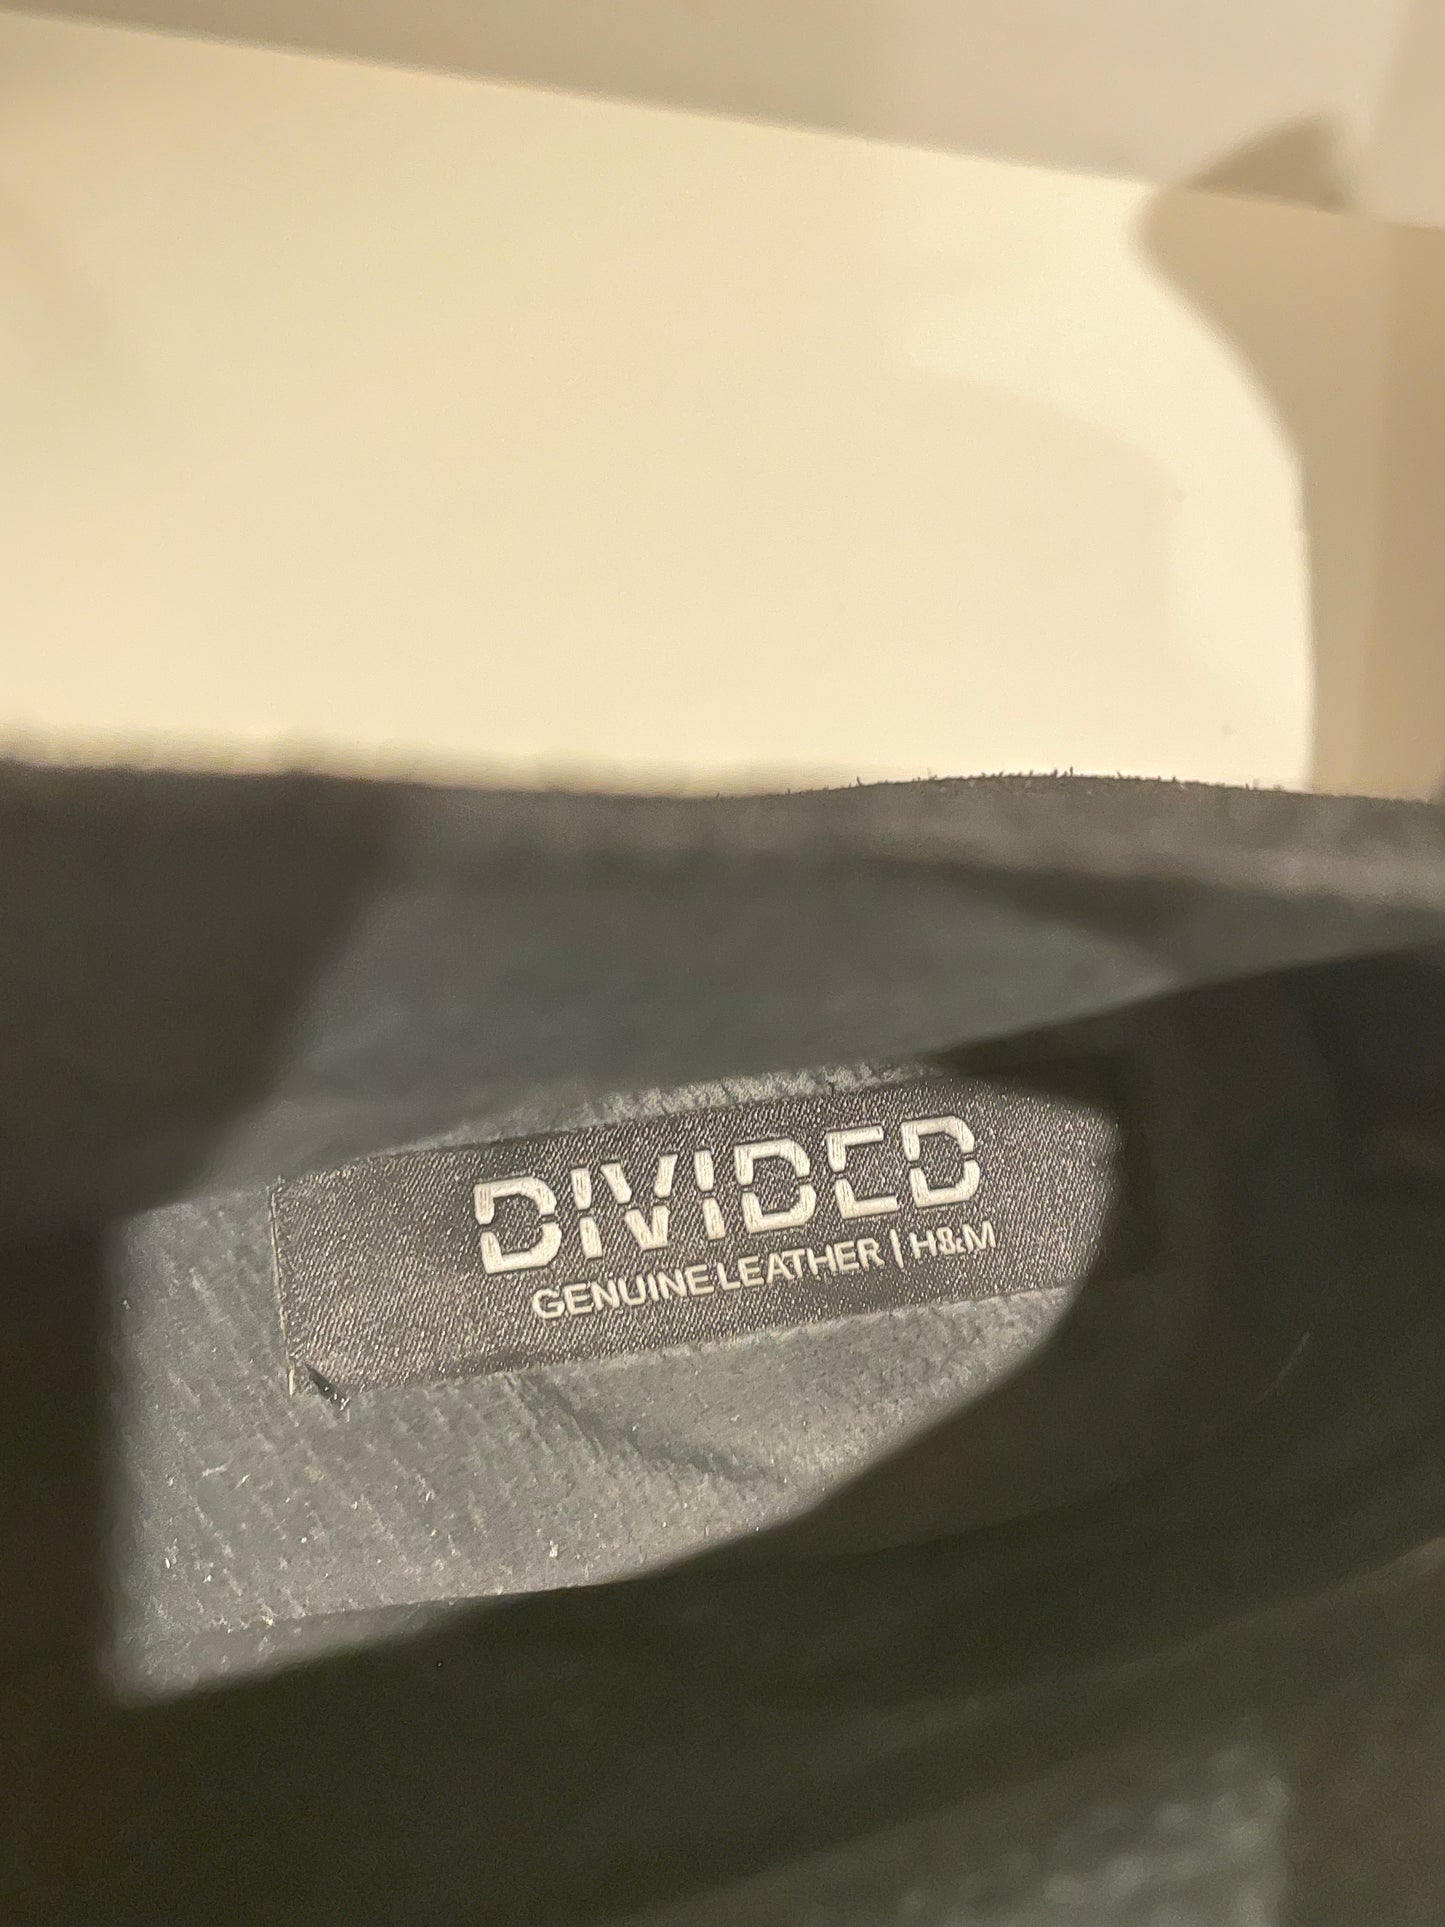 DIVIDED
GENUINE LEATHER | H&M